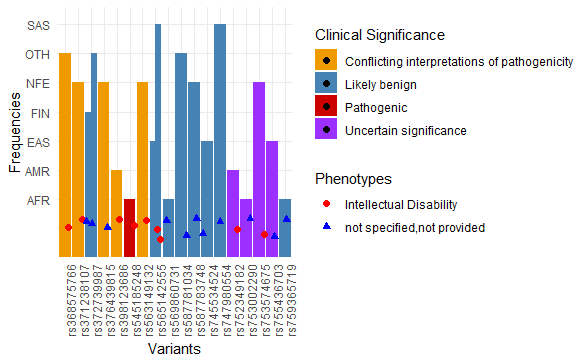 SAS
OTH
NFE
FIN
EAS
AMR
AFR
Frequencies
rs368575766
rs371238107
rs372739997
rs376439815
rs398123686
rs545185248
rs563149132
rs565142555
rs569860731
rs587781034
rs587783748
rs745534524
rs747980554
rs752349182
rs753002290
rs753574675
rs755436703
rs759365719
Variants
Clinical Significance
Conflicting interpretations of pathogenicity
Likely benign
Pathogenic
Uncertain significance
Phenotypes
Intellectual Disability
not specified,not provided